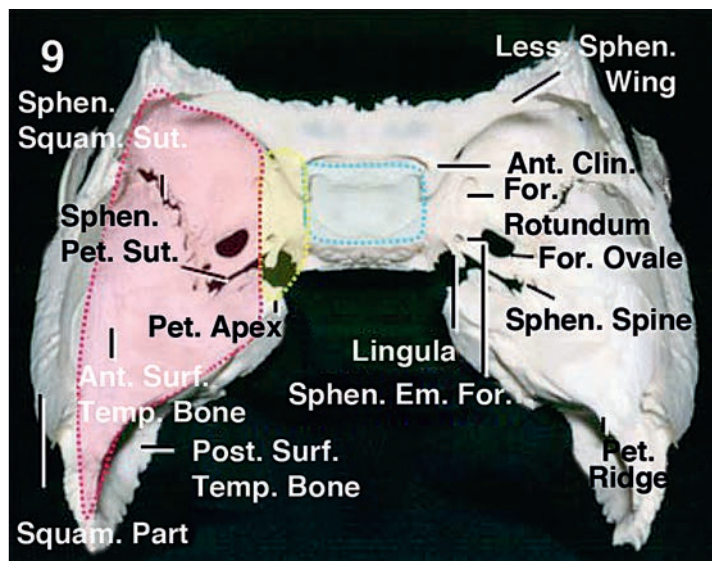 9
Less. Sphen.
Wing
Sphen.
Squam. Sut.
Ant. Clin.
For.
Rotundum
Sphen.
Pet. Sut.
For. Ovale
Pet. Apex
Sphen. Spine
Lingula
Ant. Surf.
Temp. Bone
Sphen. Em. For.
Post. Surf.
Temp. Bone
Pet.
Ridge
Squam. Part